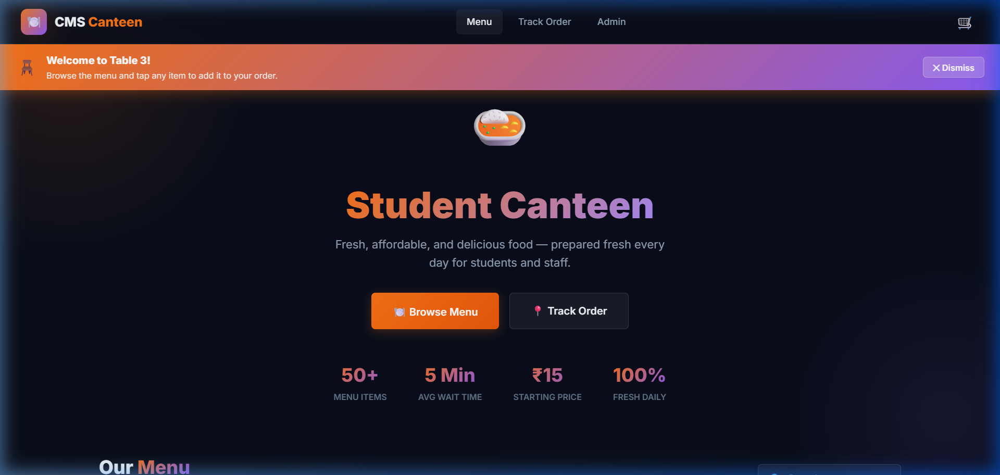 CMS Canteen
Menu
Track Order
Admin
Welcome to Table 3!
Browse the menu and tap any item to add it to your order.
✕ Dismiss
Student Canteen
Fresh, affordable, and delicious food — prepared fresh every
day for students and staff.
Browse Menu
Track Order
50+
MENU ITEMS
5 Min
AVG WAIT TIME
₹15
STARTING PRICE
100%
FRESH DAILY
Our Menu